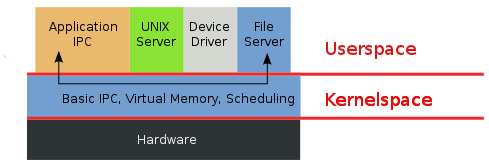 Application
IPC
UNIX
Server
Device
Driver
File
Server
Userspace
Basic IPC, Virtual Memory, Scheduling
Kernelspace
Hardware